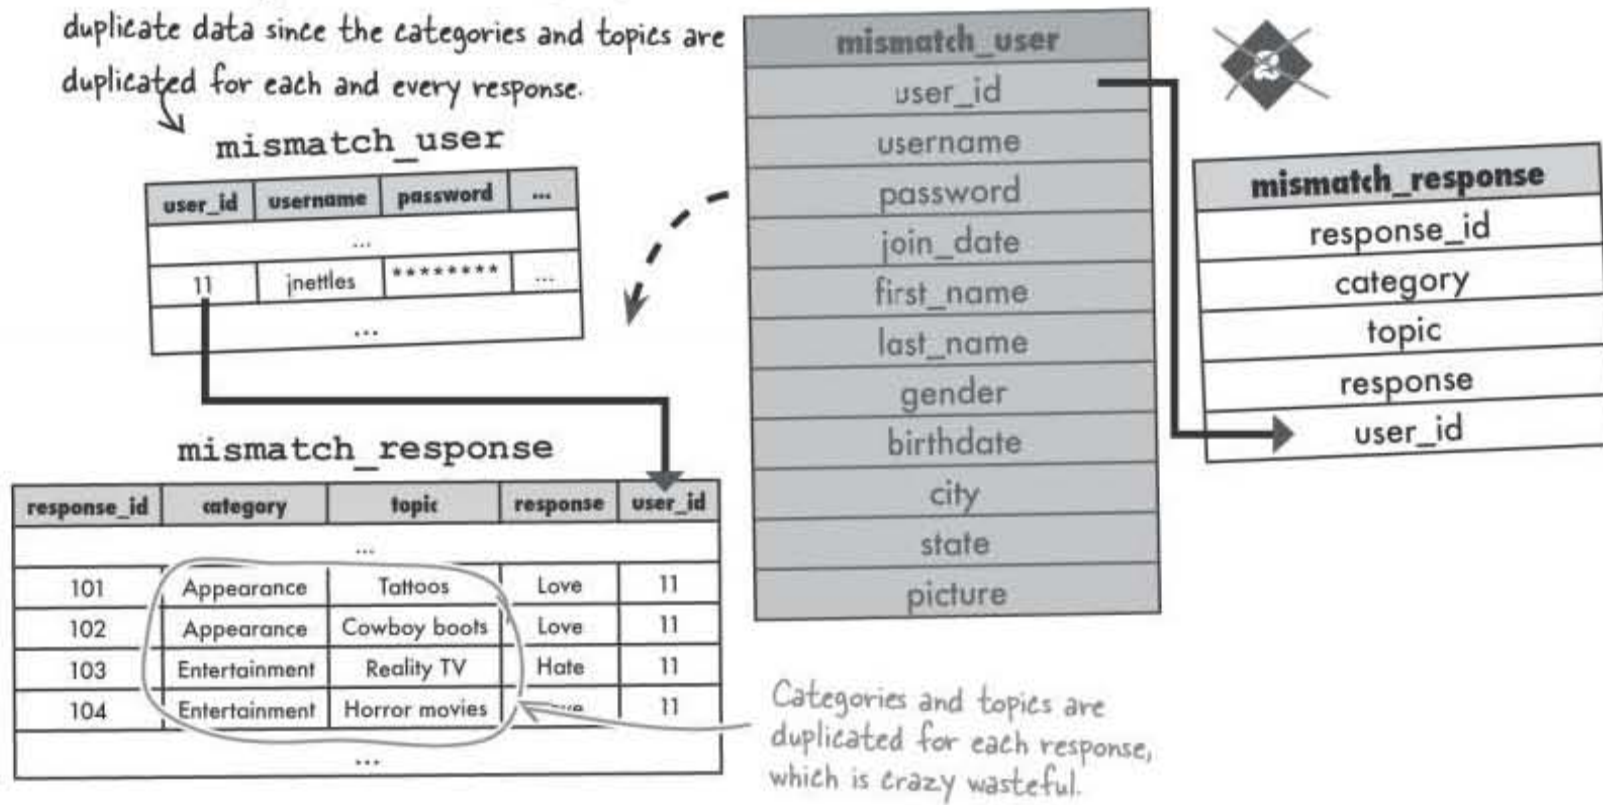 duplicate data since the categories and topics are
duplicated for each and every response.
mismatch_user
user_id username password ...
...
11 jnettles ******** ...
...
mismatch_response
response_id category topic response user_id
...
101 Appearance Tattoos Love 11
102 Appearance Cowboy boots Love 11
103 Entertainment Reality TV Hate 11
104 Entertainment Horror movies 11
...
mismatch_user
user_id
username
password
join_date
first_name
last_name
gender
birthdate
city
state
picture
2
mismatch_response
response_id
category
topic
response
user_id
Categories and topics are
duplicated for each response,
which is crazy wasteful.